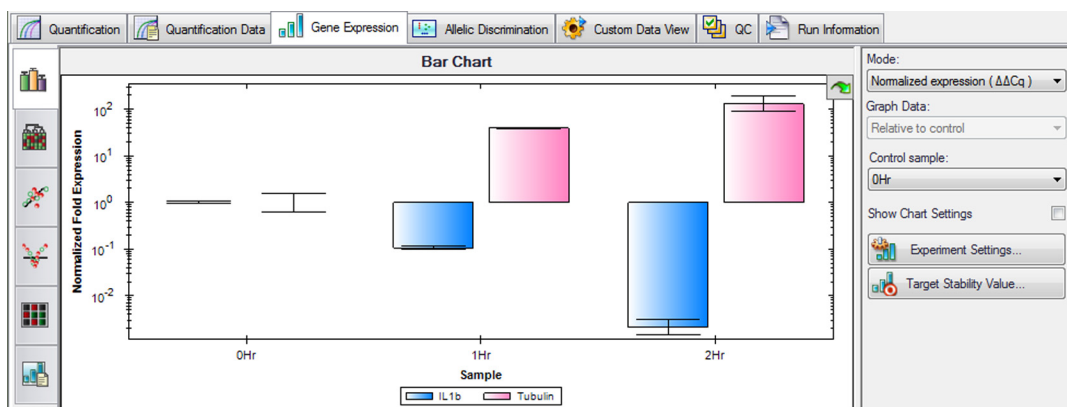 Quantification
Quantification Data
Gene Expression
Allelic Discrimination
Custom Data View
QC
Run Information
Bar Chart
Normalized Fold Expression
10^2
10^1
10^0
10^-1
10^-2
0Hr
1Hr
2Hr
Sample
IL1b
Tubulin
Mode:
Normalized expression ( ΔΔCq )
Graph Data:
Relative to control
Control sample:
0Hr
Show Chart Settings
Experiment Settings...
Target Stability Value...